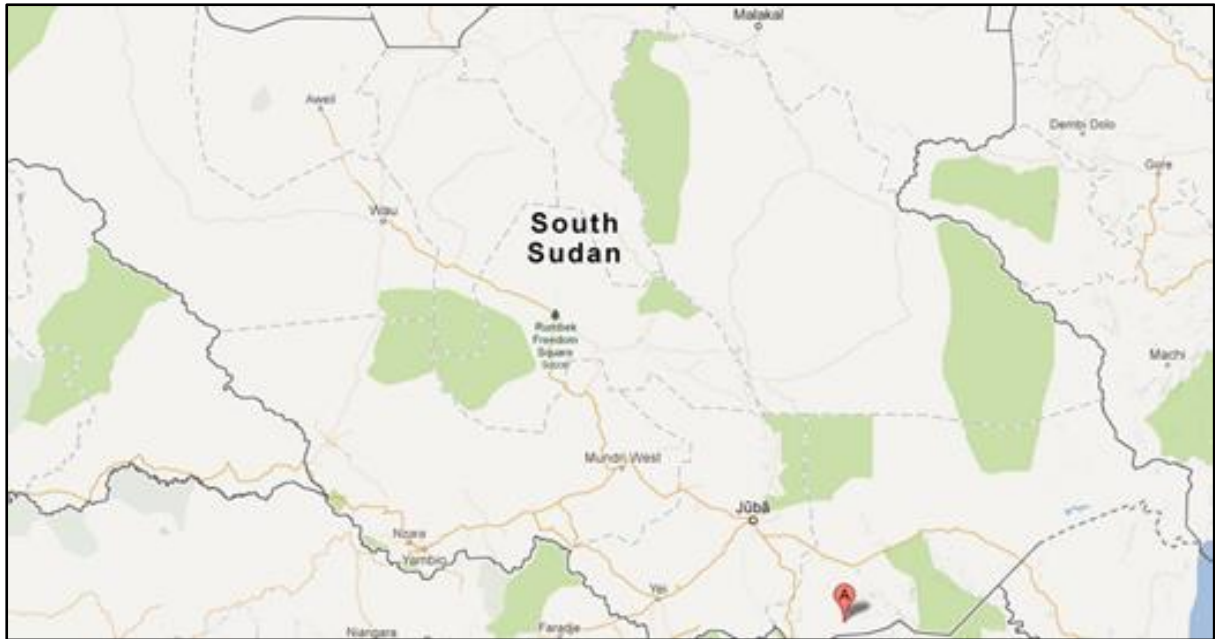 Malakal
Aweil
Dembi Dolo
Gore
Wau
South
Sudan
Rumbek
Freedom
Square
Machi
Mundri West
Jūbā
Nzara
Yambio
Yei
Faradje
Niangara
A